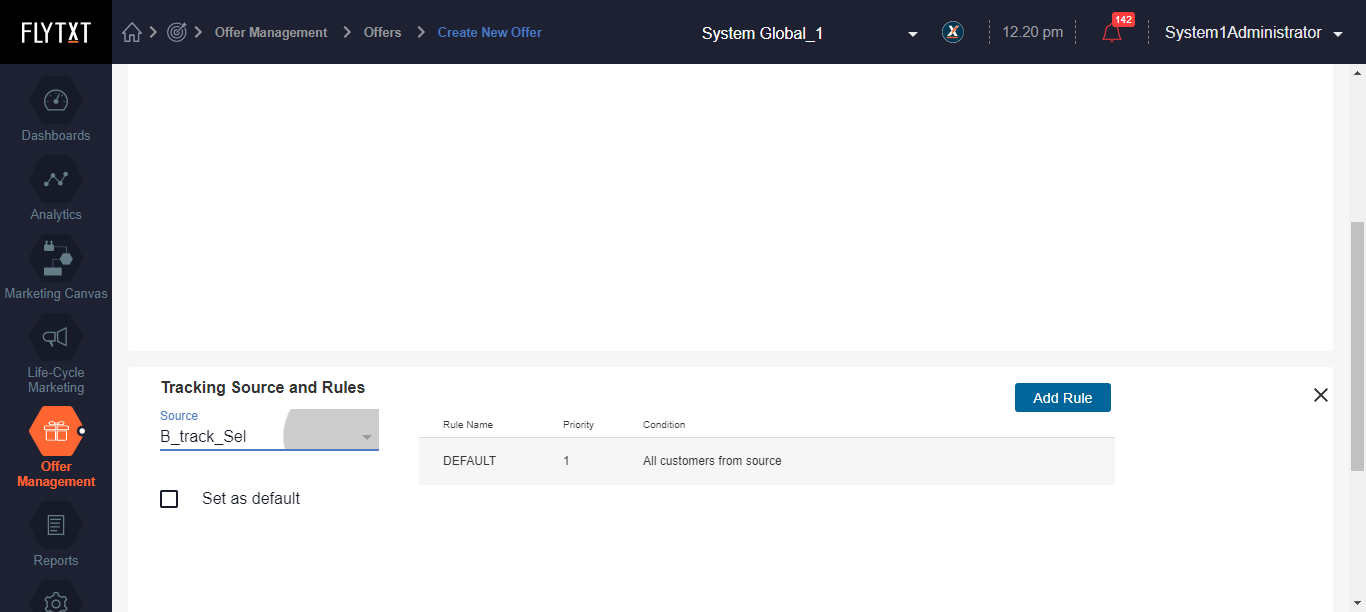 FLYTXT
Offer Management
Offers
Create New Offer
System Global_1
X
12.20 pm
142
System1Administrator
Dashboards
Analytics
Marketing Canvas
Life-Cycle
Marketing
Offer
Management
Reports
Tracking Source and Rules
Add Rule
Source
B_track_Sel
Rule Name
Priority
Condition
DEFAULT
1
All customers from source
Set as default